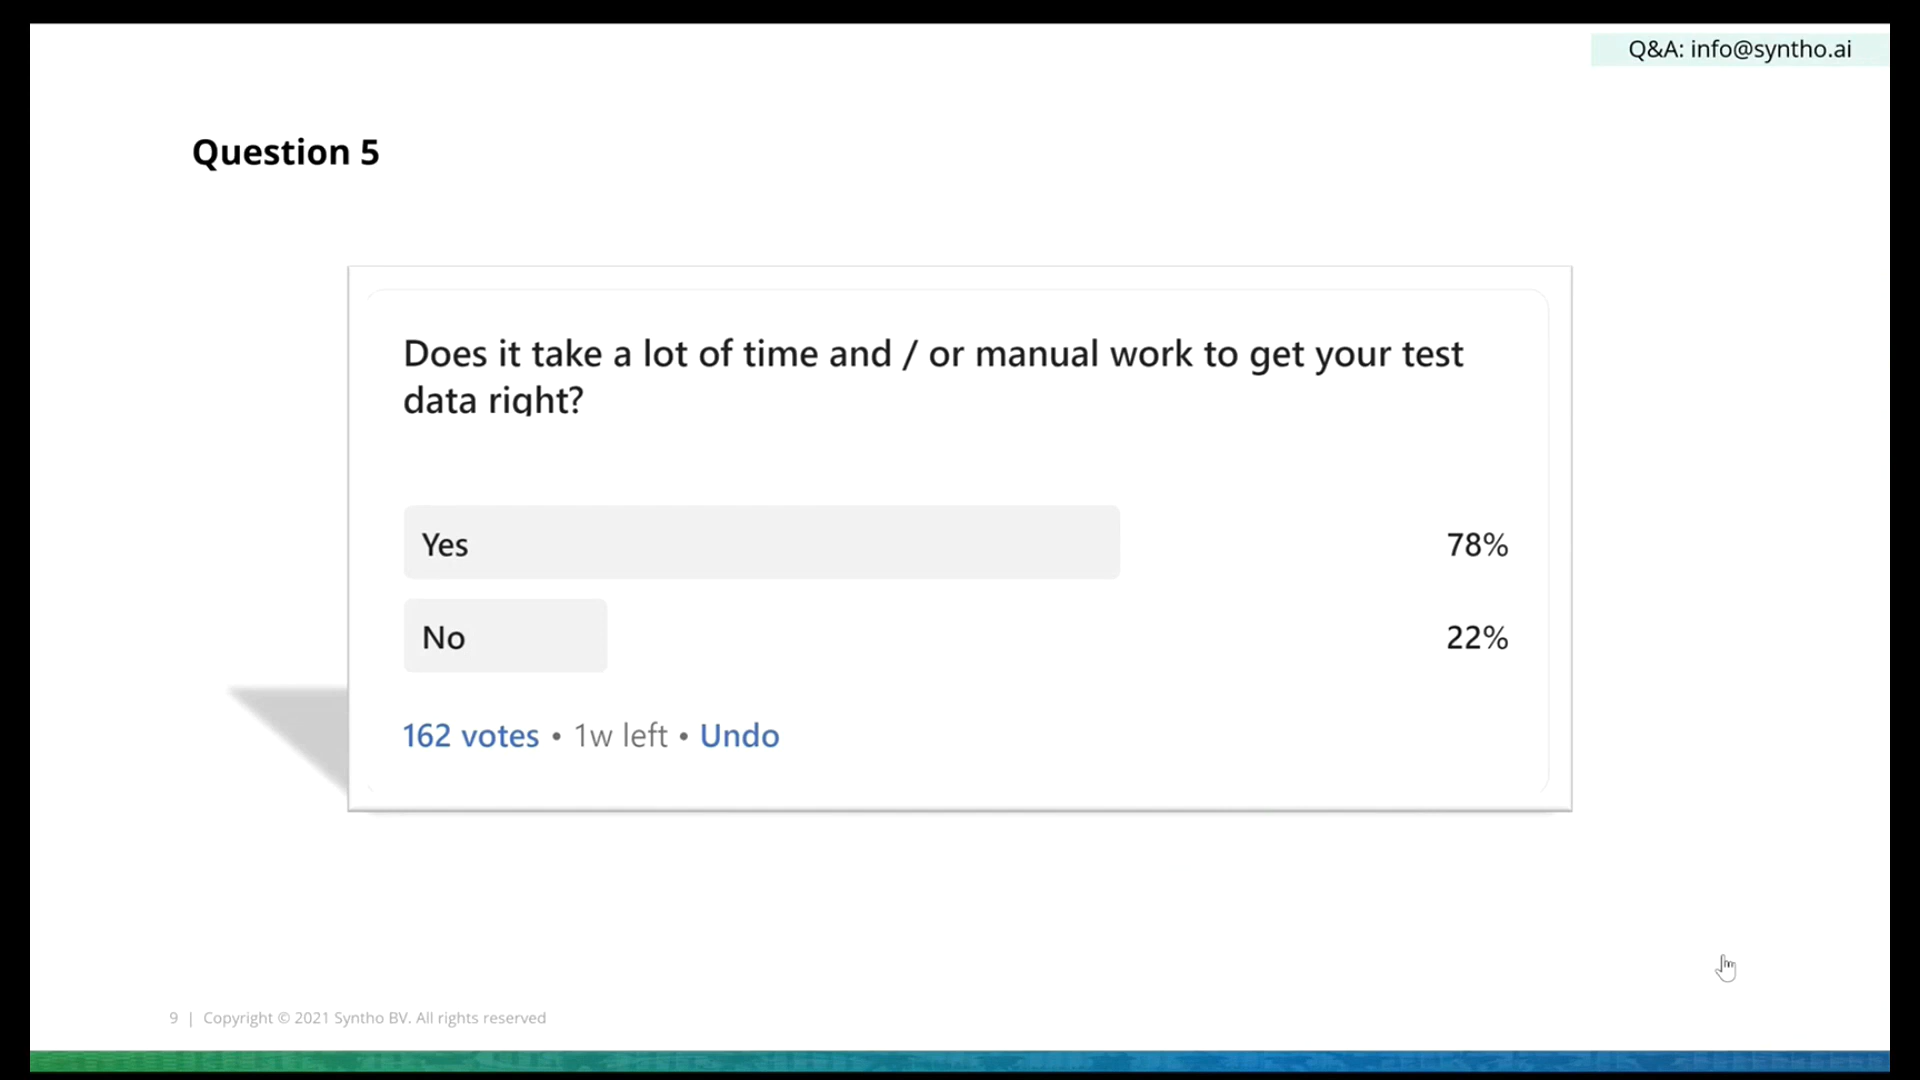 Q&A: info@syntho.ai
Question 5
Does it take a lot of time and / or manual work to get your test
data right?
Yes 78%
No 22%
162 votes • 1w left • Undo
9 | Copyright © 2021 Syntho BV. All rights reserved